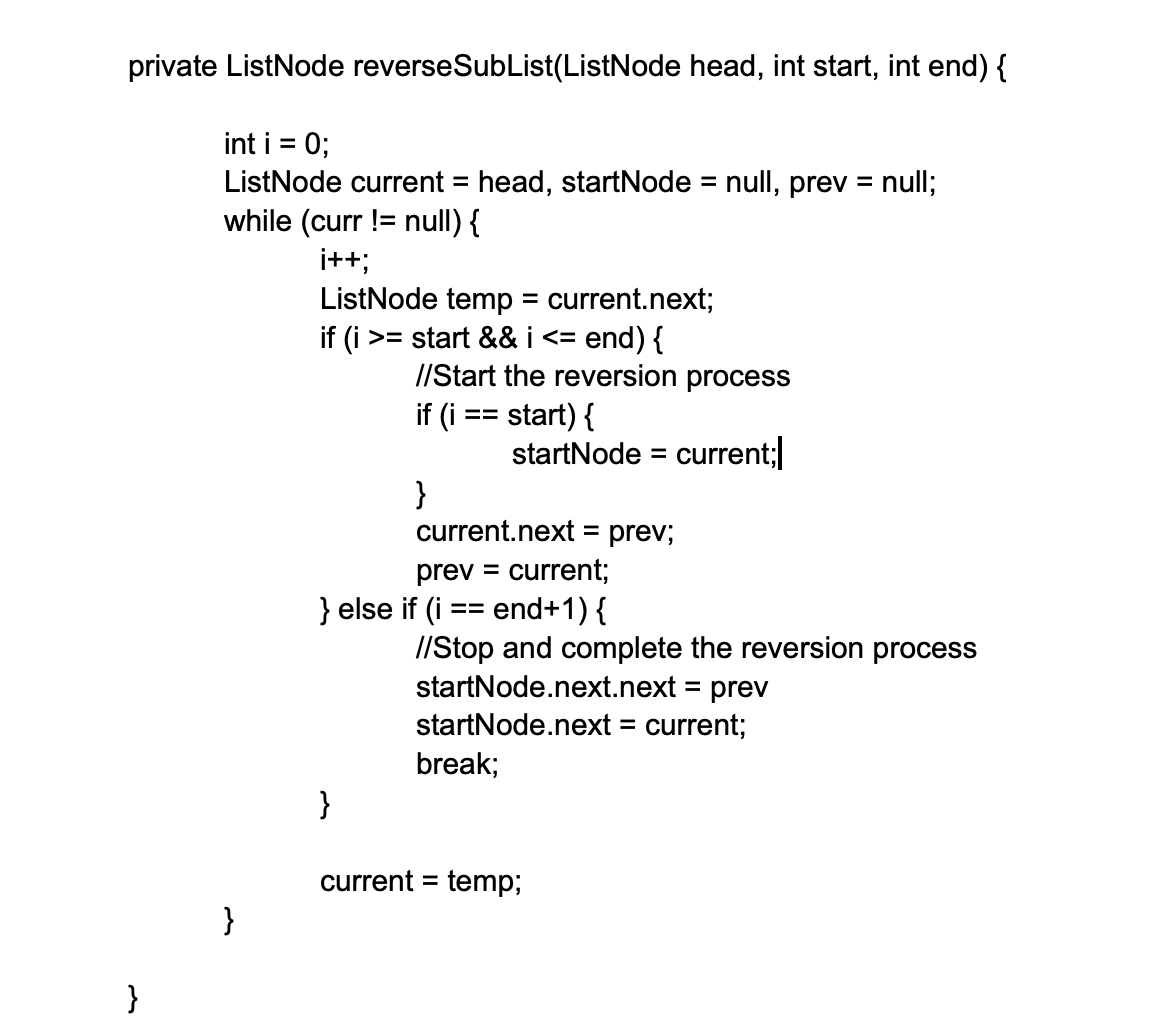 private ListNode reverseSubList(ListNode head, int start, int end) {
int i = 0;
ListNode current = head, startNode = null, prev = null;
while (curr != null) {
i++;
ListNode temp = current.next;
if (i >= start && i <= end) {
//Start the reversion process
if (i == start) {
startNode = current;
}
current.next = prev;
prev = current;
} else if (i == end+1) {
//Stop and complete the reversion process
startNode.next.next = prev
startNode.next = current;
break;
}
current = temp;
}
}